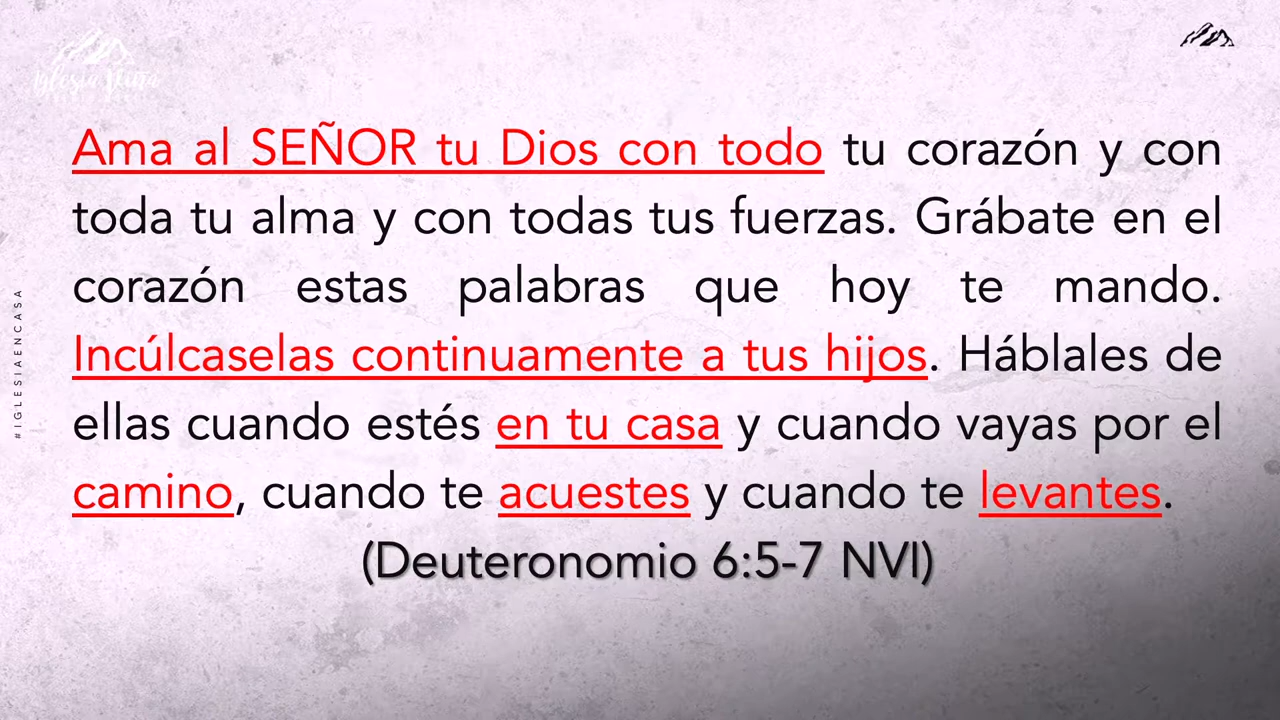 Ama al SEÑOR tu Dios con todo tu corazón y con
toda tu alma y con todas tus fuerzas. Grábate en el
corazón estas palabras que hoy te mando.
Incúlcaselas continuamente a tus hijos. Háblales de
ellas cuando estés en tu casa y cuando vayas por el
camino, cuando te acuestes y cuando te levantes.
(Deuteronomio 6:5-7 NVI)
#IGLESIAENCASA